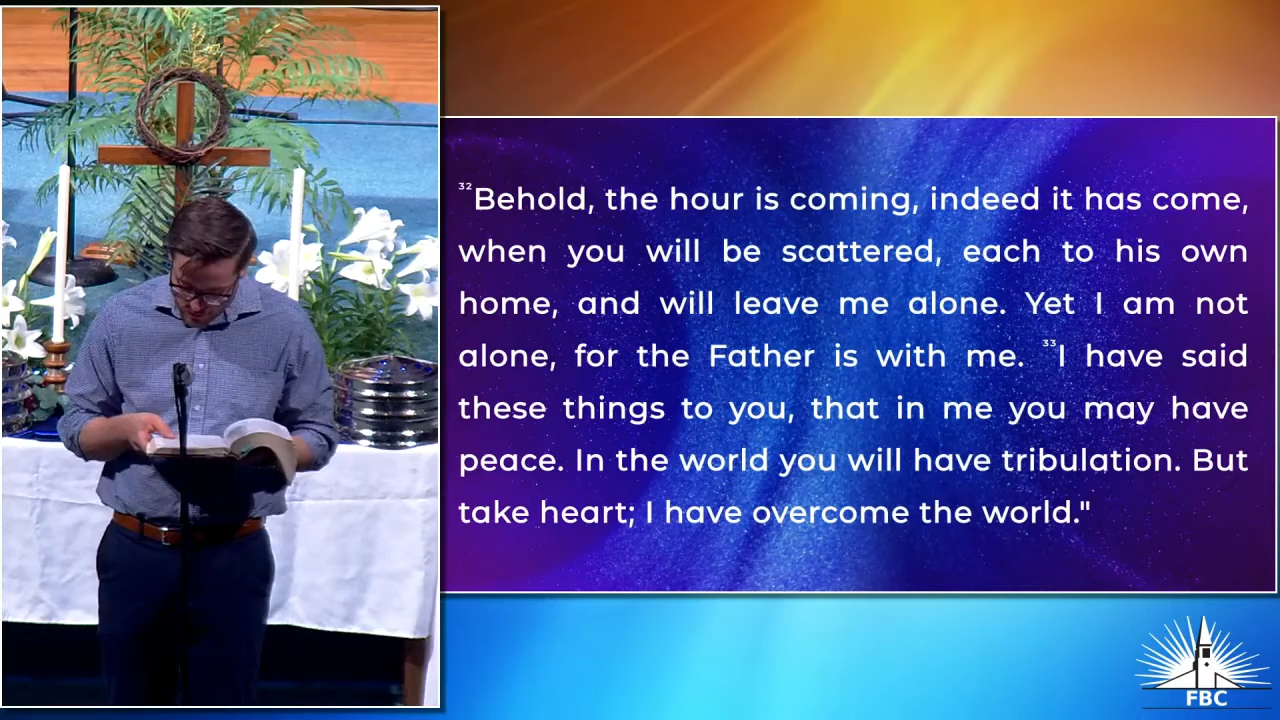 ³²Behold, the hour is coming, indeed it has come,
when you will be scattered, each to his own
home, and will leave me alone. Yet I am not
alone, for the Father is with me. ³³I have said
these things to you, that in me you may have
peace. In the world you will have tribulation. But
take heart; I have overcome the world."
FBC